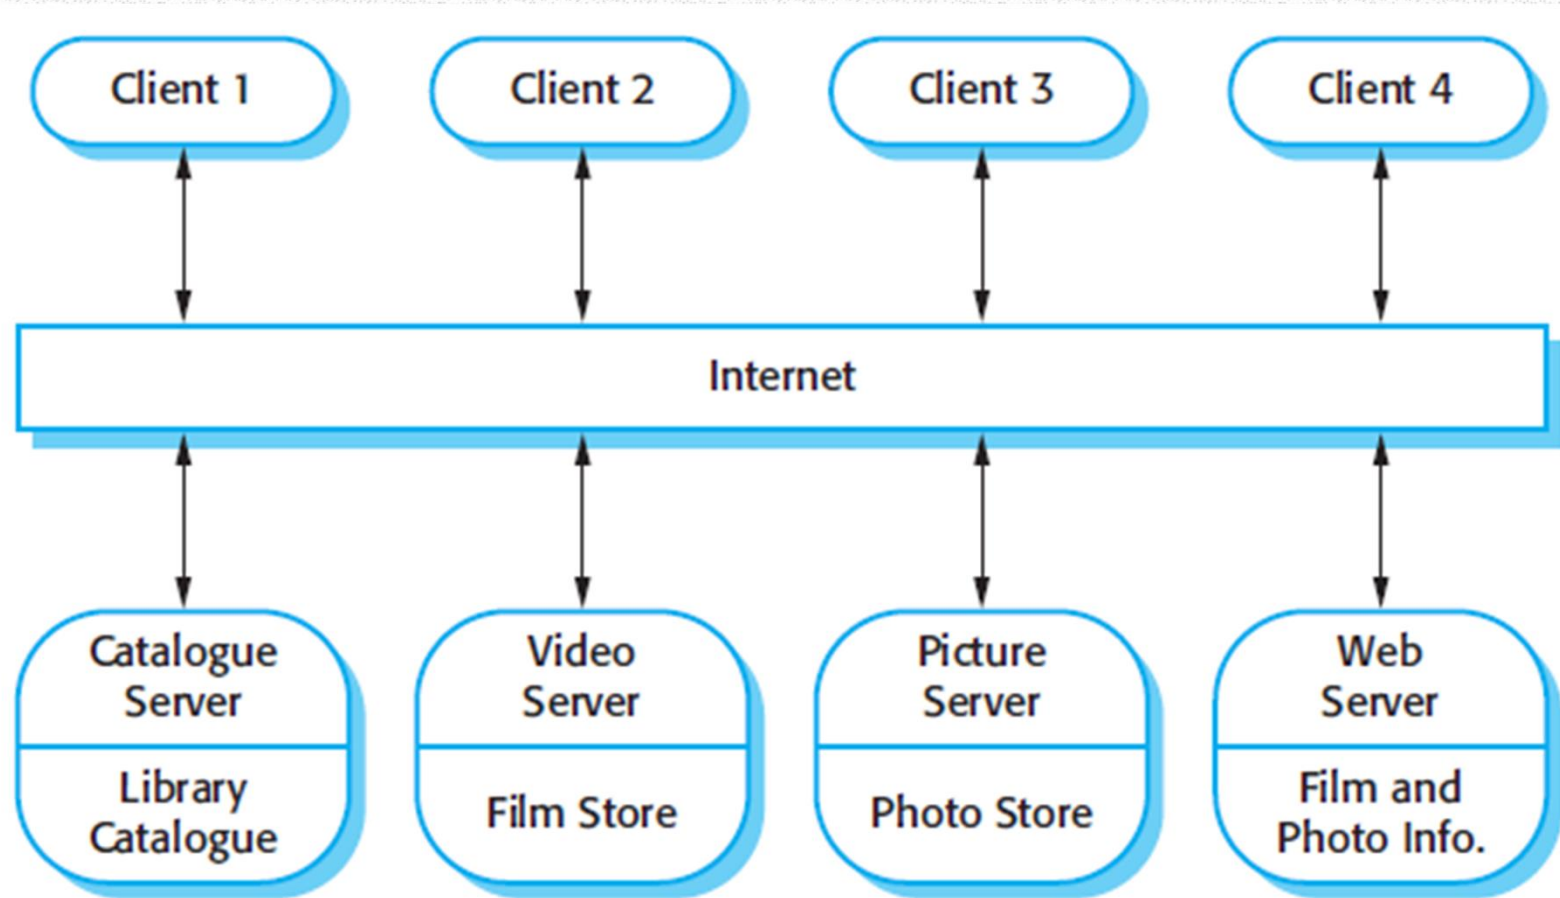 Client 1
Client 2
Client 3
Client 4
Internet
Catalogue
Server
Library
Catalogue
Video
Server
Film Store
Picture
Server
Photo Store
Web
Server
Film and
Photo Info.